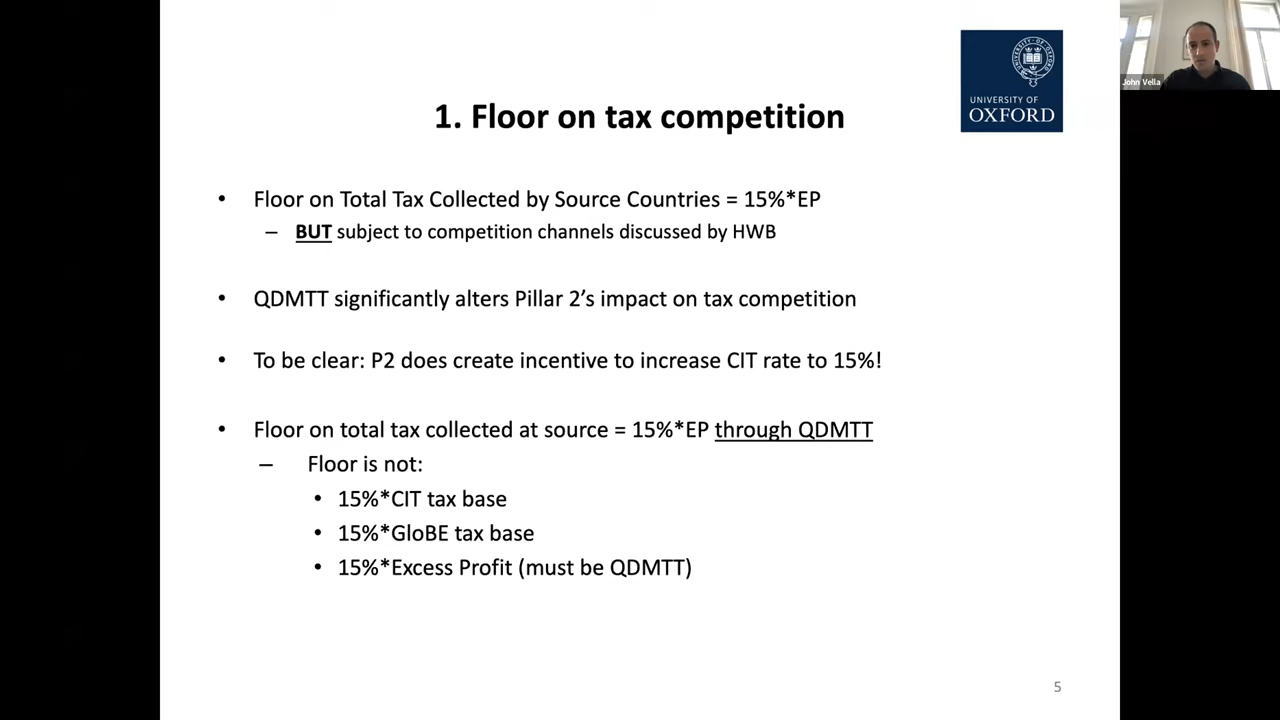 1. Floor on tax competition
UNIVERSITY OF
OXFORD
John Vella
• Floor on Total Tax Collected by Source Countries = 15%*EP
– BUT subject to competition channels discussed by HWB
• QDMTT significantly alters Pillar 2’s impact on tax competition
• To be clear: P2 does create incentive to increase CIT rate to 15%!
• Floor on total tax collected at source = 15%*EP through QDMTT
– Floor is not:
• 15%*CIT tax base
• 15%*GloBE tax base
• 15%*Excess Profit (must be QDMTT)
5